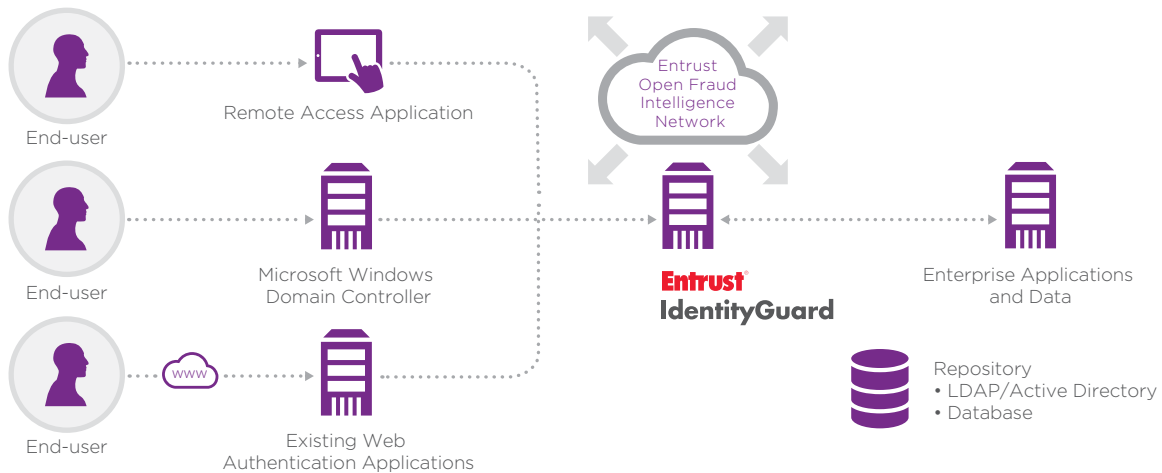 End-user
Remote Access Application
Entrust
Open Fraud
Intelligence
Network
End-user
Microsoft Windows
Domain Controller
Entrust®
IdentityGuard
Enterprise Applications
and Data
End-user
www
Existing Web
Authentication Applications
Repository
• LDAP/Active Directory
• Database